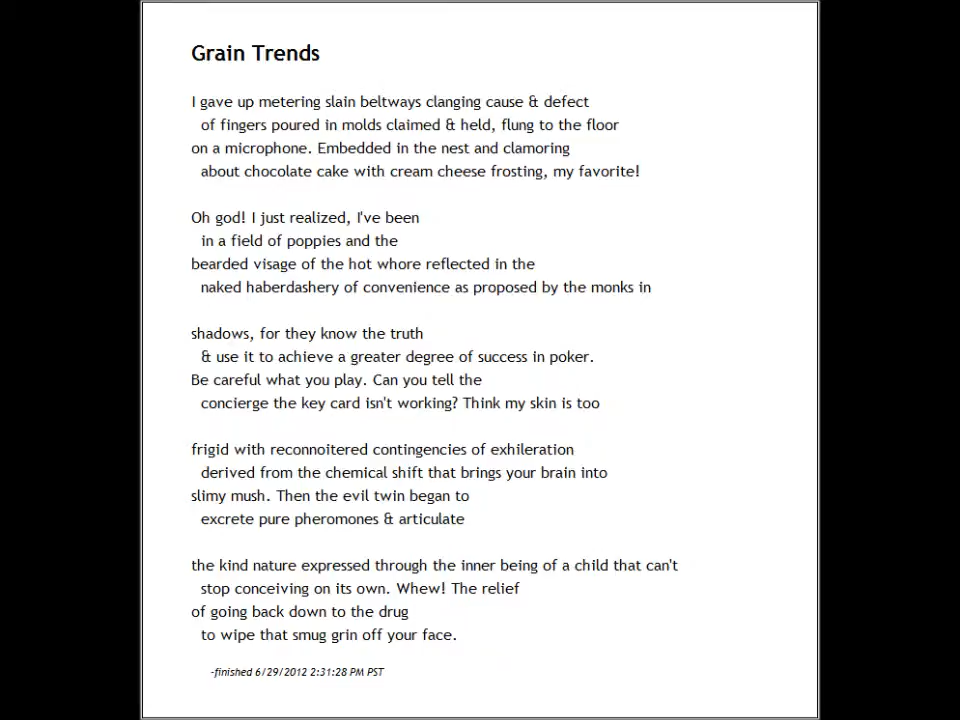 Grain Trends
I gave up metering slain beltways clanging cause & defect
of fingers poured in molds claimed & held, flung to the floor
on a microphone. Embedded in the nest and clamoring
about chocolate cake with cream cheese frosting, my favorite!
Oh god! I just realized, I've been
in a field of poppies and the
bearded visage of the hot whore reflected in the
naked haberdashery of convenience as proposed by the monks in
shadows, for they know the truth
& use it to achieve a greater degree of success in poker.
Be careful what you play. Can you tell the
concierge the key card isn't working? Think my skin is too
frigid with reconnoitered contingencies of exhileration
derived from the chemical shift that brings your brain into
slimy mush. Then the evil twin began to
excrete pure pheromones & articulate
the kind nature expressed through the inner being of a child that can't
stop conceiving on its own. Whew! The relief
of going back down to the drug
to wipe that smug grin off your face.
-finished 6/29/2012 2:31:28 PM PST